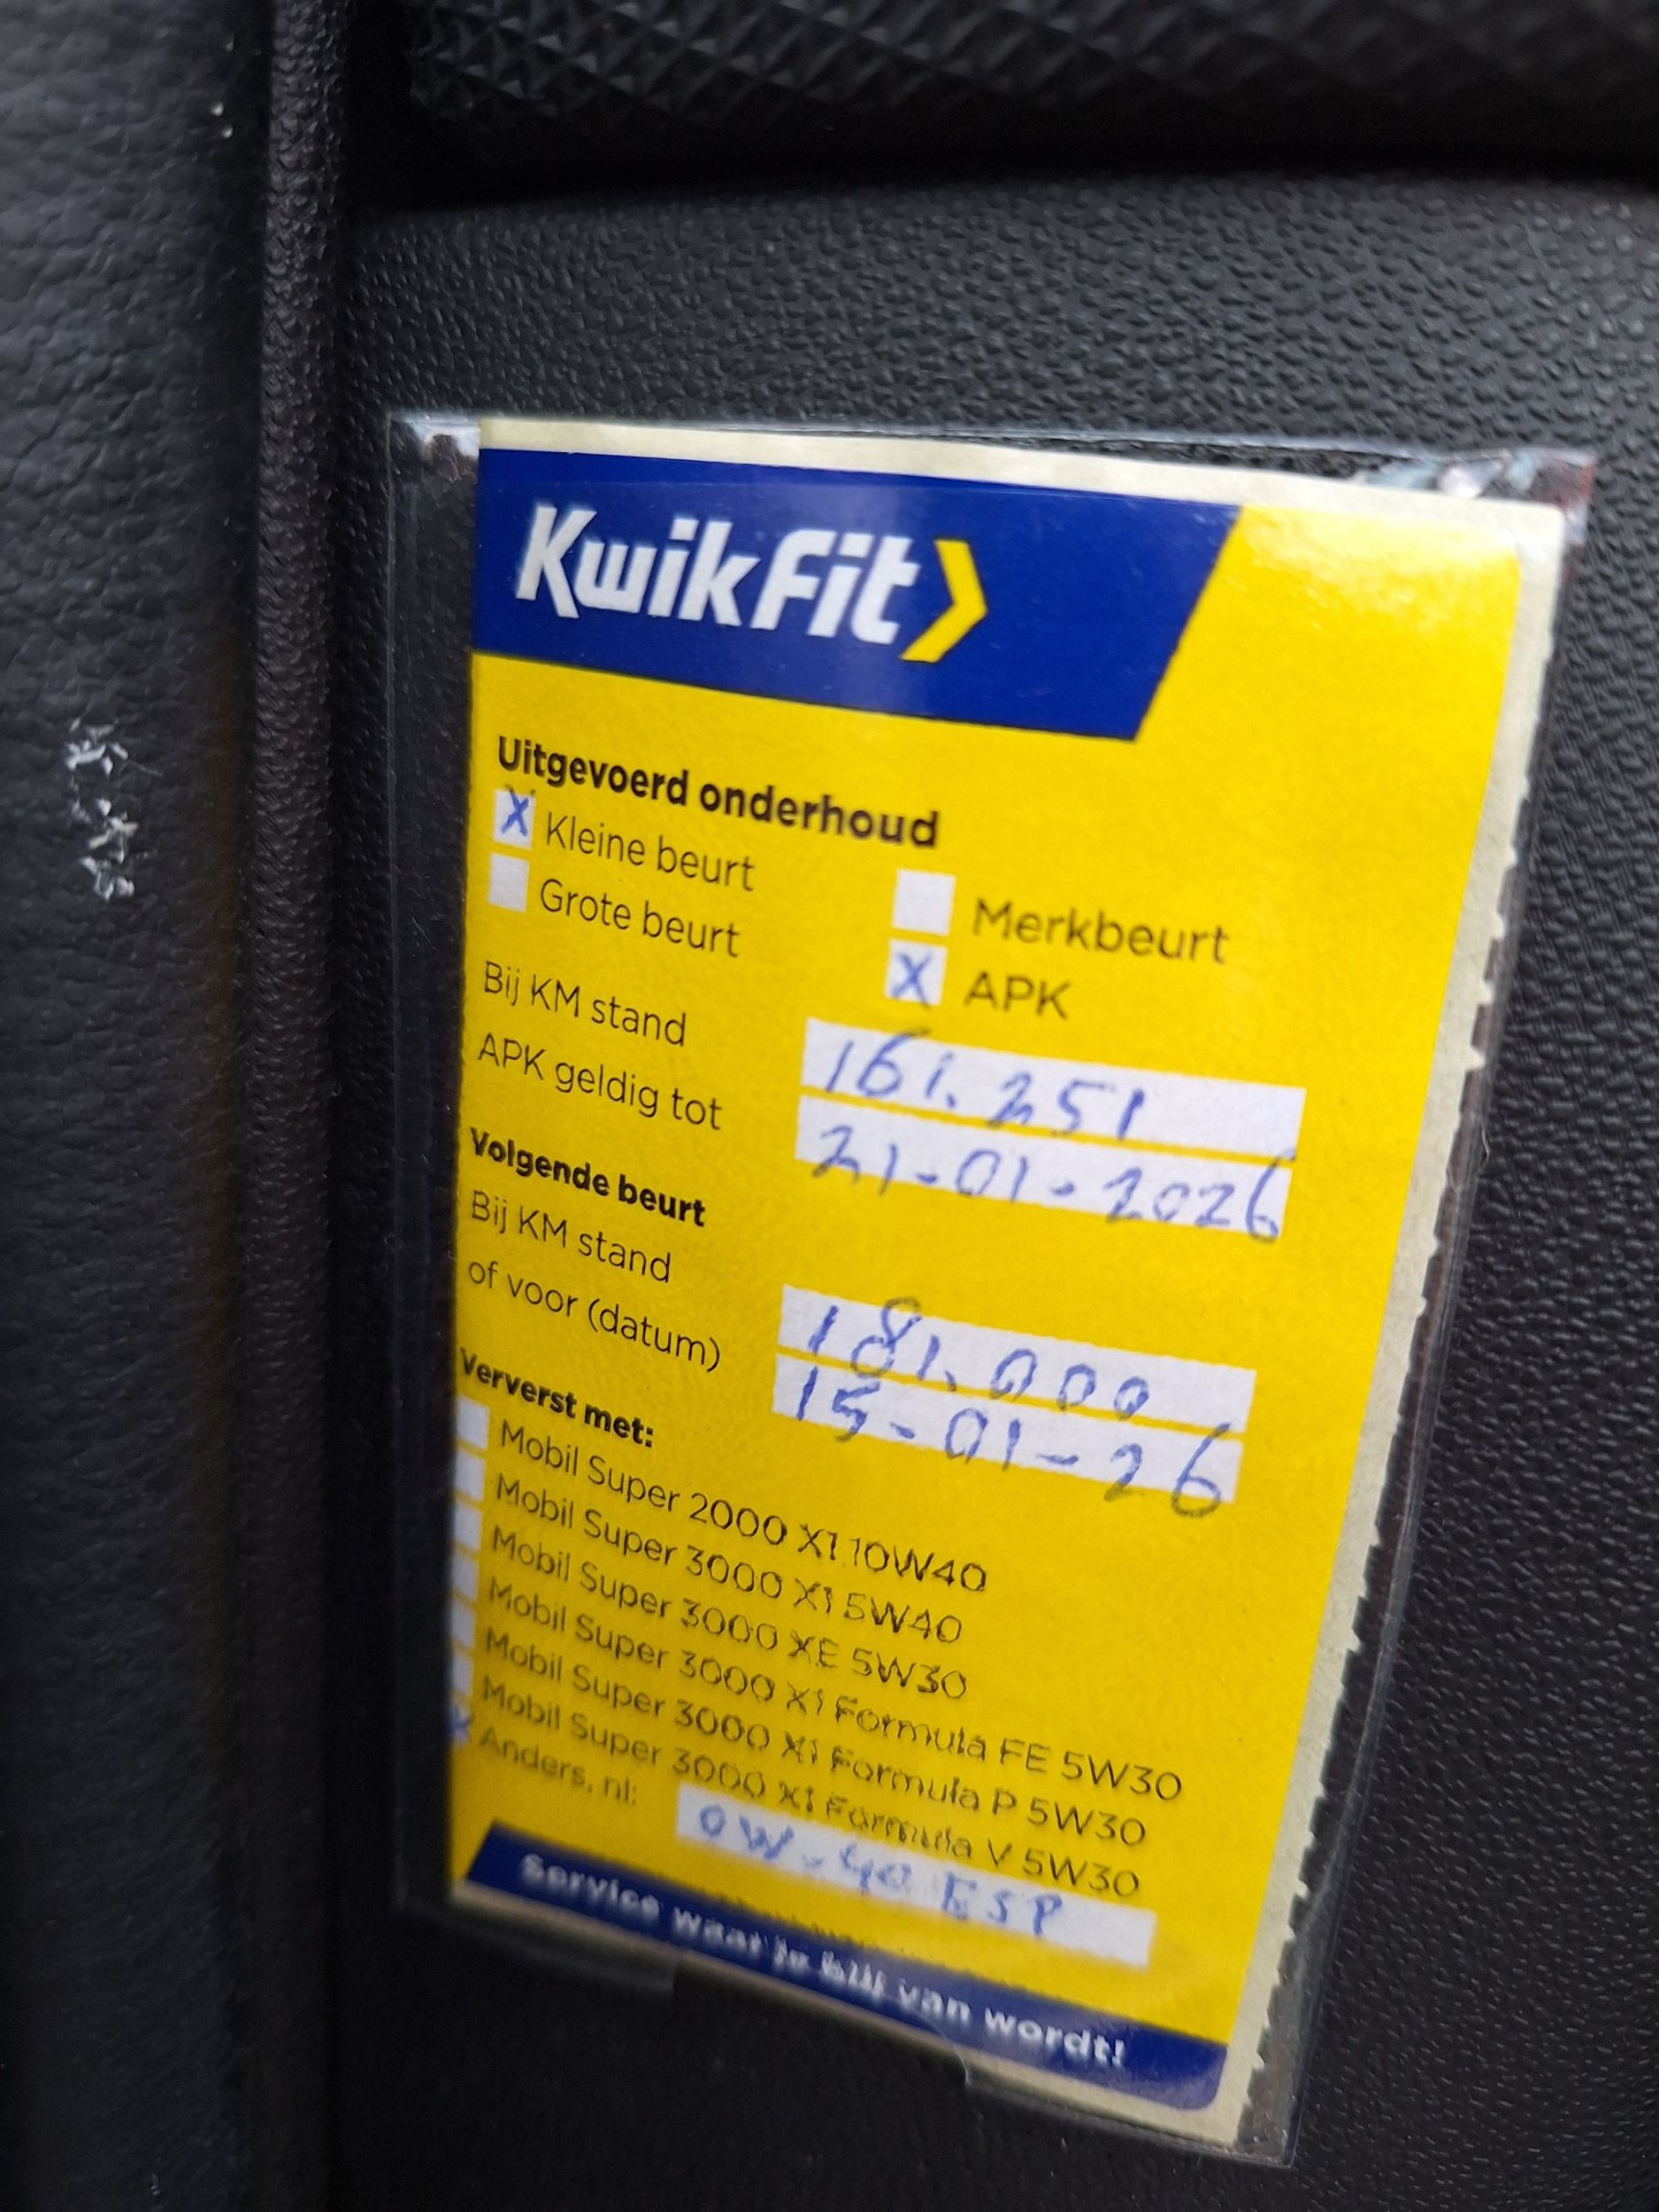 KwikFit
Uitgevoerd onderhoud
X Kleine beurt
Grote beurt
Merkbeurt
X APK
Bij KM stand 161.251
APK geldig tot 21-01-2026
Volgende beurt
Bij KM stand 181.000
of voor (datum) 15-01-26
Ververst met:
Mobil Super 2000 X1 10W40
Mobil Super 3000 X1 5W40
Mobil Super 3000 XE 5W30
Mobil Super 3000 X1 Formula FE 5W30
Mobil Super 3000 X1 Formula P 5W30
Mobil Super 3000 X1 Formula V 5W30
X Anders, nl: 0W-40 ESP
Service waar je blij van wordt!